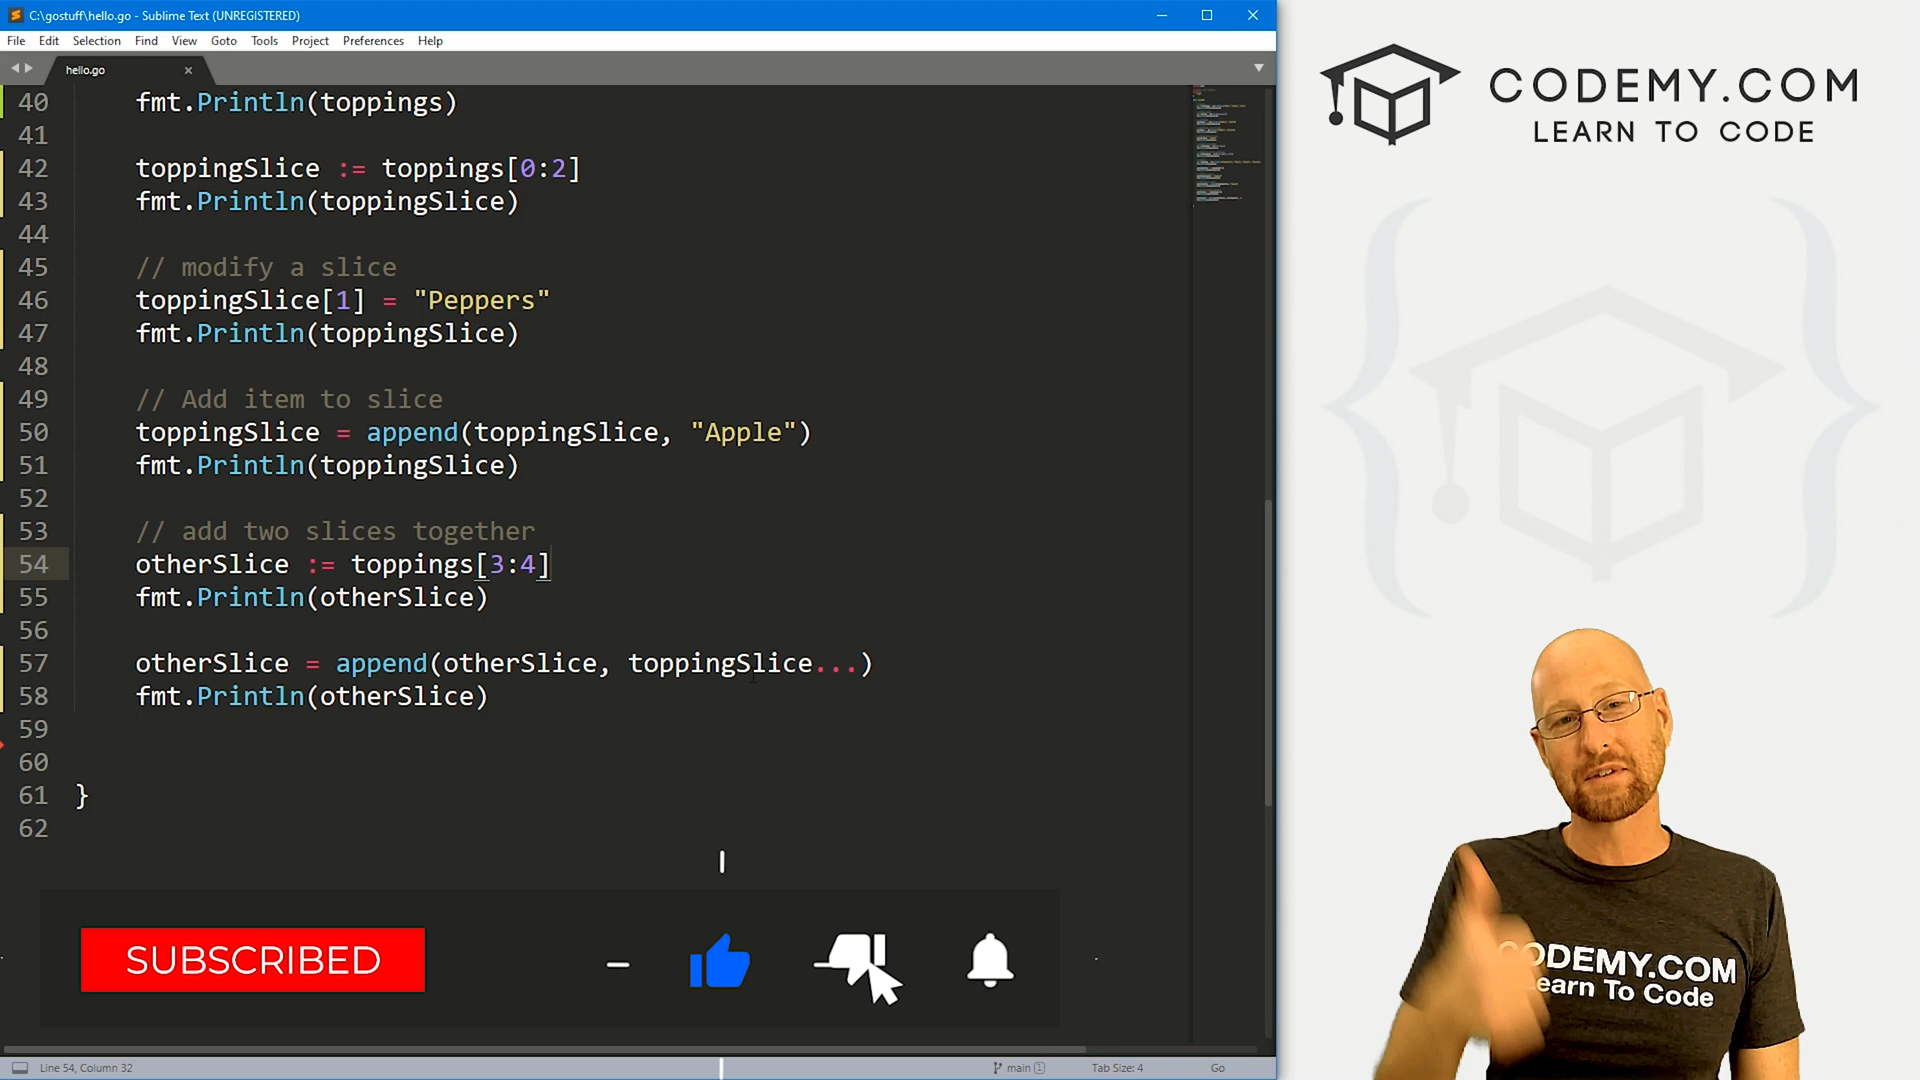 C:\gostuff\hello.go - Sublime Text (UNREGISTERED)
File Edit Selection Find View Goto Tools Project Preferences Help
hello.go
40 fmt.Println(toppings)
41
42 toppingSlice := toppings[0:2]
43 fmt.Println(toppingSlice)
44
45 // modify a slice
46 toppingSlice[1] = "Peppers"
47 fmt.Println(toppingSlice)
48
49 // Add item to slice
50 toppingSlice = append(toppingSlice, "Apple")
51 fmt.Println(toppingSlice)
52
53 // add two slices together
54 otherSlice := toppings[3:4]
55 fmt.Println(otherSlice)
56
57 otherSlice = append(otherSlice, toppingSlice...)
58 fmt.Println(otherSlice)
59
60
61 }
62
SUBSCRIBED
Line 54, Column 32
main 1
Tab Size: 4
Go
CODEMY.COM
LEARN TO CODE
CODEMY.COM
Learn To Code